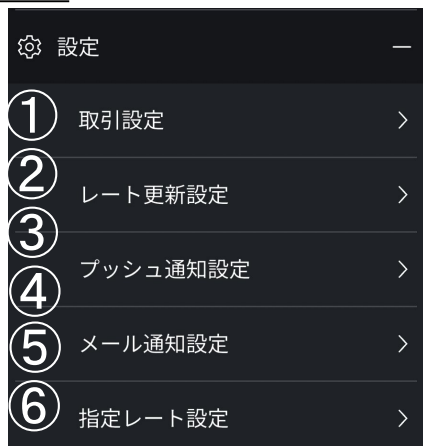 設定
① 取引設定
②
レート更新設定
③
プッシュ通知設定
④
⑤ メール通知設定
⑥ 指定レート設定